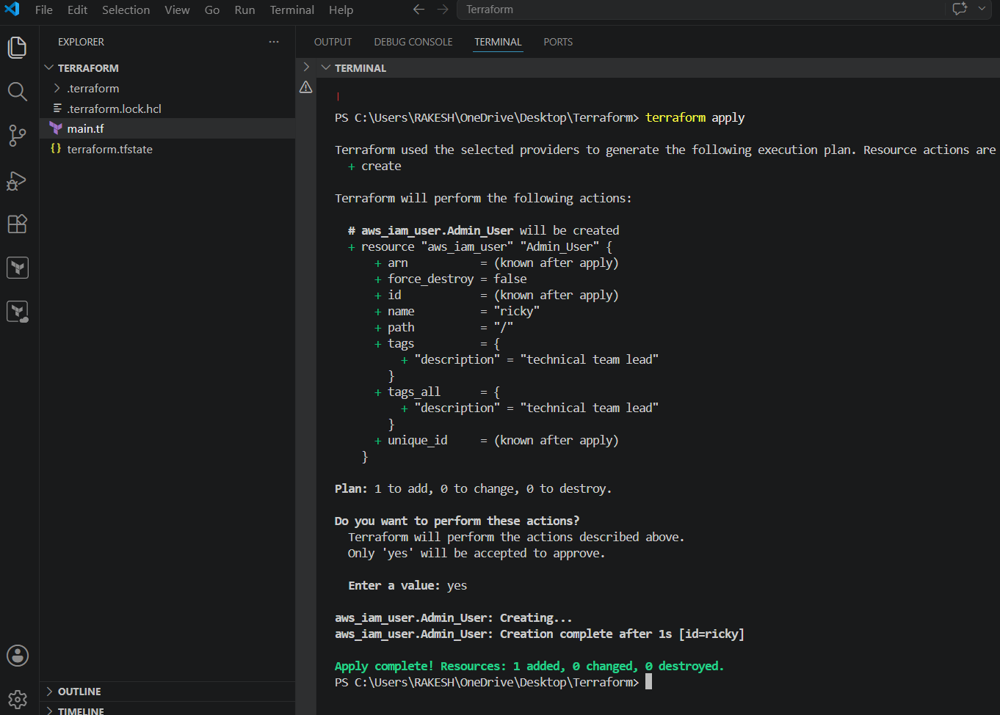 File Edit Selection View Go Run Terminal Help
Terraform
EXPLORER
TERRAFORM
.terraform
.terraform.lock.hcl
main.tf
terraform.tfstate
OUTLINE
TIMELINE
OUTPUT DEBUG CONSOLE TERMINAL PORTS
TERMINAL
PS C:\Users\RAKESH\OneDrive\Desktop\Terraform> terraform apply
Terraform used the selected providers to generate the following execution plan. Resource actions are
+ create
Terraform will perform the following actions:
# aws_iam_user.Admin_User will be created
+ resource "aws_iam_user" "Admin_User" {
+ arn = (known after apply)
+ force_destroy = false
+ id = (known after apply)
+ name = "ricky"
+ path = "/"
+ tags = {
+ "description" = "technical team lead"
}
+ tags_all = {
+ "description" = "technical team lead"
}
+ unique_id = (known after apply)
}
Plan: 1 to add, 0 to change, 0 to destroy.
Do you want to perform these actions?
Terraform will perform the actions described above.
Only 'yes' will be accepted to approve.
Enter a value: yes
aws_iam_user.Admin_User: Creating...
aws_iam_user.Admin_User: Creation complete after 1s [id=ricky]
Apply complete! Resources: 1 added, 0 changed, 0 destroyed.
PS C:\Users\RAKESH\OneDrive\Desktop\Terraform>